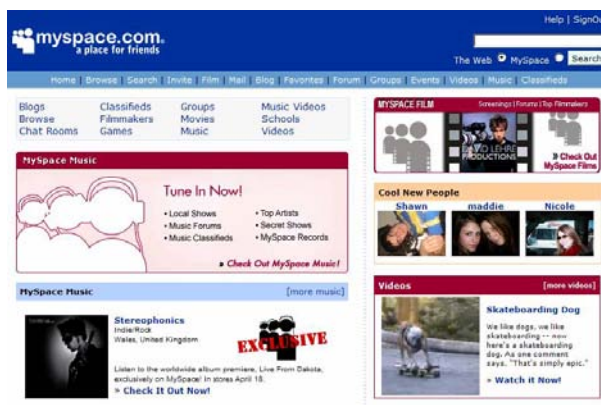 Help | SignOu
myspace.com.
a place for friends
The Web MySpace Search
Home | Browse | Search | Invite | Film | Mail | Blog | Favorites | Forum | Groups | Events | Videos | Music | Classifieds
Blogs Classifieds Groups Music Videos
Browse Filmmakers Movies Schools
Chat Rooms Games Music Videos
MYSPACE FILM Screenings | Forums | Top Filmmakers
DAVID LEHRE
PRODUCTIONS
» Check Out
MySpace Films
MySpace Music
Tune In Now!
• Local Shows • Top Artists
• Music Forums • Secret Shows
• Music Classifieds • MySpace Records
» Check Out MySpace Music!
Cool New People
Shawn maddie Nicole
MySpace Music [more music]
Stereophonics
Indie/Rock
Wales, United Kingdom
EXCLUSIVE
Listen to the worldwide album premiere, Live From Dakota,
exclusively on MySpace! In stores April 18.
» Check It Out Now!
Videos [more videos]
Skateboarding Dog
We like dogs, we like
skateboarding -- now
here's a skateboarding
dog. As one comment
says, "That's simply epic."
» Watch it Now!